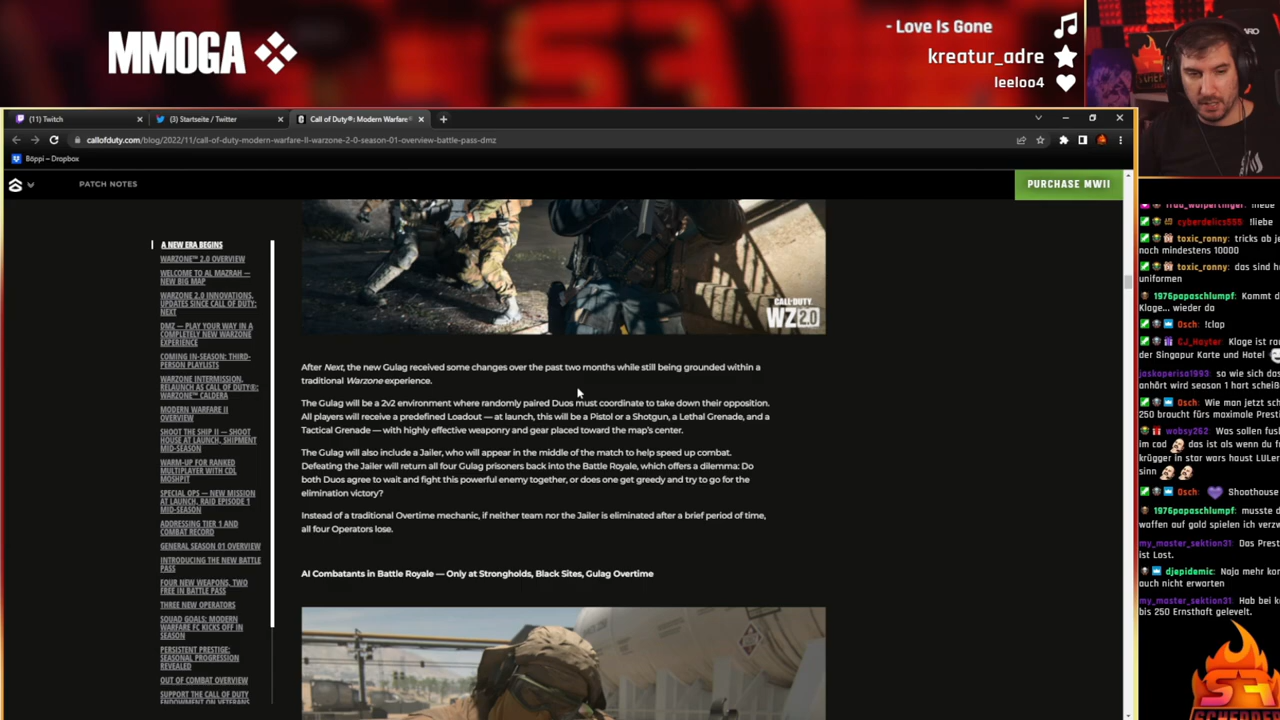 MMOGA
- Love Is Gone
kreatur_adre
leeloo4
(11) Twitch
(3) Startseite / Twitter
Call of Duty®: Modern Warfare®
callofduty.com/blog/2022/11/call-of-duty-modern-warfare-II-warzone-2-0-season-01-overview-battle-pass-dmz
Böppi – Dropbox
PATCH NOTES
PURCHASE MWII
A NEW ERA BEGINS
WARZONE™ 2.0 OVERVIEW
WELCOME TO AL MAZRAH —
NEW BIG MAP
WARZONE 2.0 INNOVATIONS,
UPDATES SINCE CALL OF DUTY:
NEXT
DMZ — PLAY YOUR WAY IN A
COMPLETELY NEW WARZONE
EXPERIENCE
COMING IN-SEASON: THIRD-
PERSON PLAYLISTS
WARZONE INTERMISSION,
RELAUNCH AS CALL OF DUTY®:
WARZONE™ CALDERA
MODERN WARFARE II
OVERVIEW
SHOOT THE SHIP II — SHOOT
HOUSE AT LAUNCH, SHIPMENT
MID-SEASON
WARM-UP FOR RANKED
MULTIPLAYER WITH CDL
MOSHPIT
SPECIAL OPS — NEW MISSION
AT LAUNCH, RAID EPISODE 1
MID-SEASON
ADDRESSING TIER 1 AND
COMBAT RECORD
GENERAL SEASON 01 OVERVIEW
INTRODUCING THE NEW BATTLE
PASS
FOUR NEW WEAPONS, TWO
FREE IN BATTLE PASS
THREE NEW OPERATORS
SQUAD GOALS: MODERN
WARFARE FC KICKS OFF IN
SEASON
PERSISTENT PRESTIGE:
SEASONAL PROGRESSION
REVEALED
OUT OF COMBAT OVERVIEW
SUPPORT THE CALL OF DUTY
ENDOWMENT ON VETERANS
CALL OF DUTY
WZ 2.0
After Next, the new Gulag received some changes over the past two months while still being grounded within a
traditional Warzone experience.
The Gulag will be a 2v2 environment where randomly paired Duos must coordinate to take down their opposition.
All players will receive a predefined Loadout — at launch, this will be a Pistol or a Shotgun, a Lethal Grenade, and a
Tactical Grenade — with highly effective weaponry and gear placed toward the map's center.
The Gulag will also include a Jailer, who will appear in the middle of the match to help speed up combat.
Defeating the Jailer will return all four Gulag prisoners back into the Battle Royale, which offers a dilemma: Do
both Duos agree to wait and fight this powerful enemy together, or does one get greedy and try to go for the
elimination victory?
Instead of a traditional Overtime mechanic, if neither team nor the Jailer is eliminated after a brief period of time,
all four Operators lose.
AI Combatants in Battle Royale — Only at Strongholds, Black Sites, Gulag Overtime
!liebe
cyberdelics555 : !liebe
toxic_ronny: tricks ab je
noch mindestens 10000
toxic_ronny: das sind h
uniformen
1976papaschlumpf: Kammt d
Klage... wieder da
Osch: !clap
CJ_Hayter: Klage ist ra
der Singapur Karte und Hotel
jaskoperisa1993: so wie sich das
anhört wird season 1 hart scheiß
Osch: Wie man jetzt sc
250 braucht fürs maximale Presti
wobsy262: Was sollen fus
im cod das ist als wenn du f
krügger in star wars haust LULer
sinn
Osch: Shoothouse
1976papaschlumpf: musste d
waffen auf gold spielen ich verzw
my_master_sektion31: Das Prest
ist Lost.
djepidemic: Naja mehr ko
auch nicht erwarten
my_master_sektion31: Hab bei k
bis 250 Ernsthaft gelevelt.